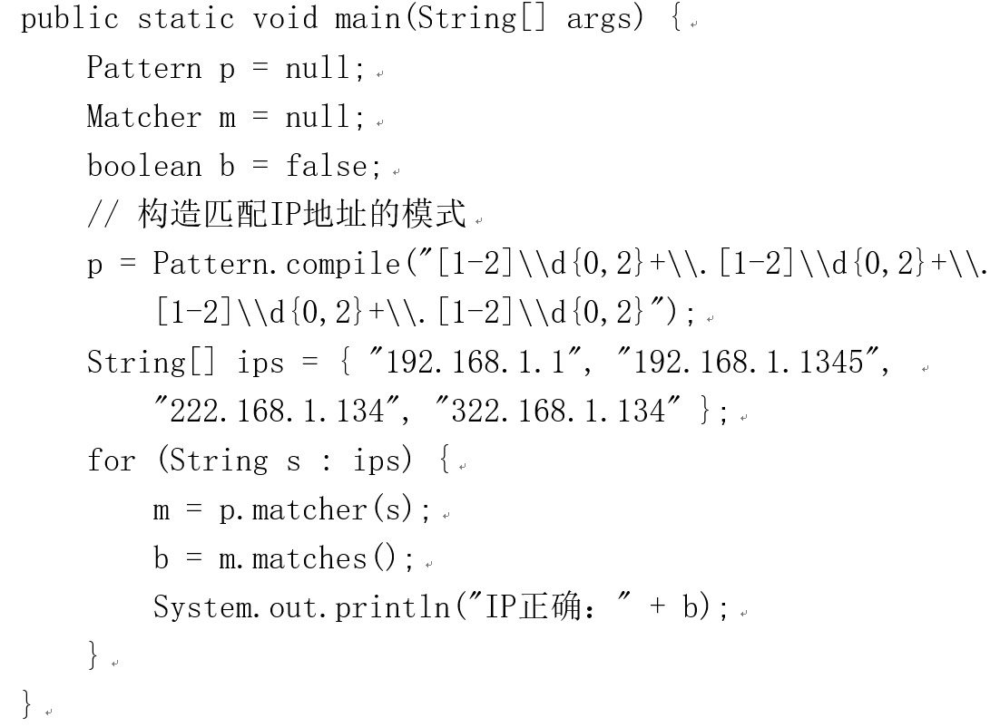 public static void main(String[] args) {
Pattern p = null;
Matcher m = null;
boolean b = false;
// 构造匹配IP地址的模式
p = Pattern.compile("[1-2]\\d{0,2}+\\.[1-2]\\d{0,2}+\\.
[1-2]\\d{0,2}+\\.[1-2]\\d{0,2}");
String[] ips = { "192.168.1.1", "192.168.1.1345",
"222.168.1.134", "322.168.1.134" };
for (String s : ips) {
m = p.matcher(s);
b = m.matches();
System.out.println("IP正确：" + b);
}
}